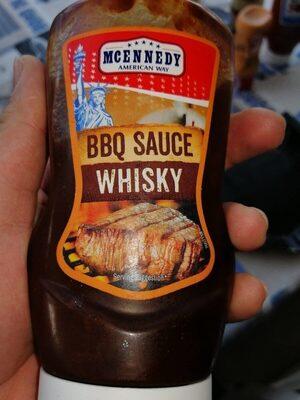 McENNEDY
AMERICAN WAY
BBQ SAUCE
WHISKY
Serving suggestion